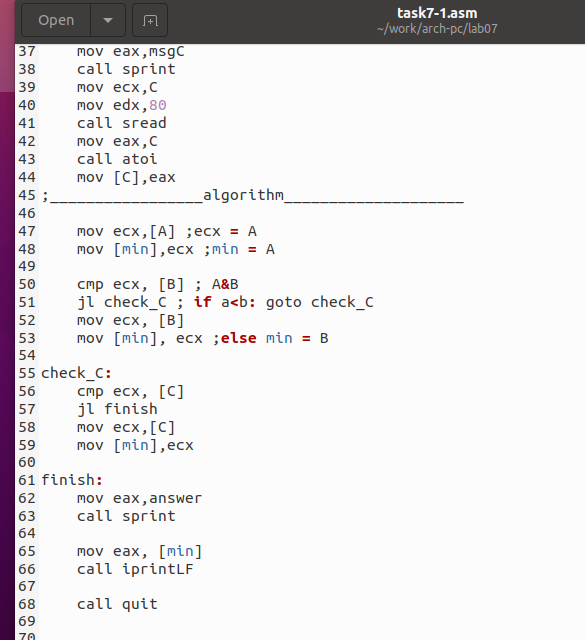 Open
task7-1.asm
~/work/arch-pc/lab07
37 mov eax,msgC
38 call sprint
39 mov ecx,C
40 mov edx,80
41 call sread
42 mov eax,C
43 call atoi
44 mov [C],eax
45 ;_________________algorithm____________________
46
47 mov ecx,[A] ;ecx = A
48 mov [min],ecx ;min = A
49
50 cmp ecx, [B] ; A&B
51 jl check_C ; if a<b: goto check_C
52 mov ecx, [B]
53 mov [min], ecx ;else min = B
54
55 check_C:
56 cmp ecx, [C]
57 jl finish
58 mov ecx,[C]
59 mov [min],ecx
60
61 finish:
62 mov eax,answer
63 call sprint
64
65 mov eax, [min]
66 call iprintLF
67
68 call quit
69
70